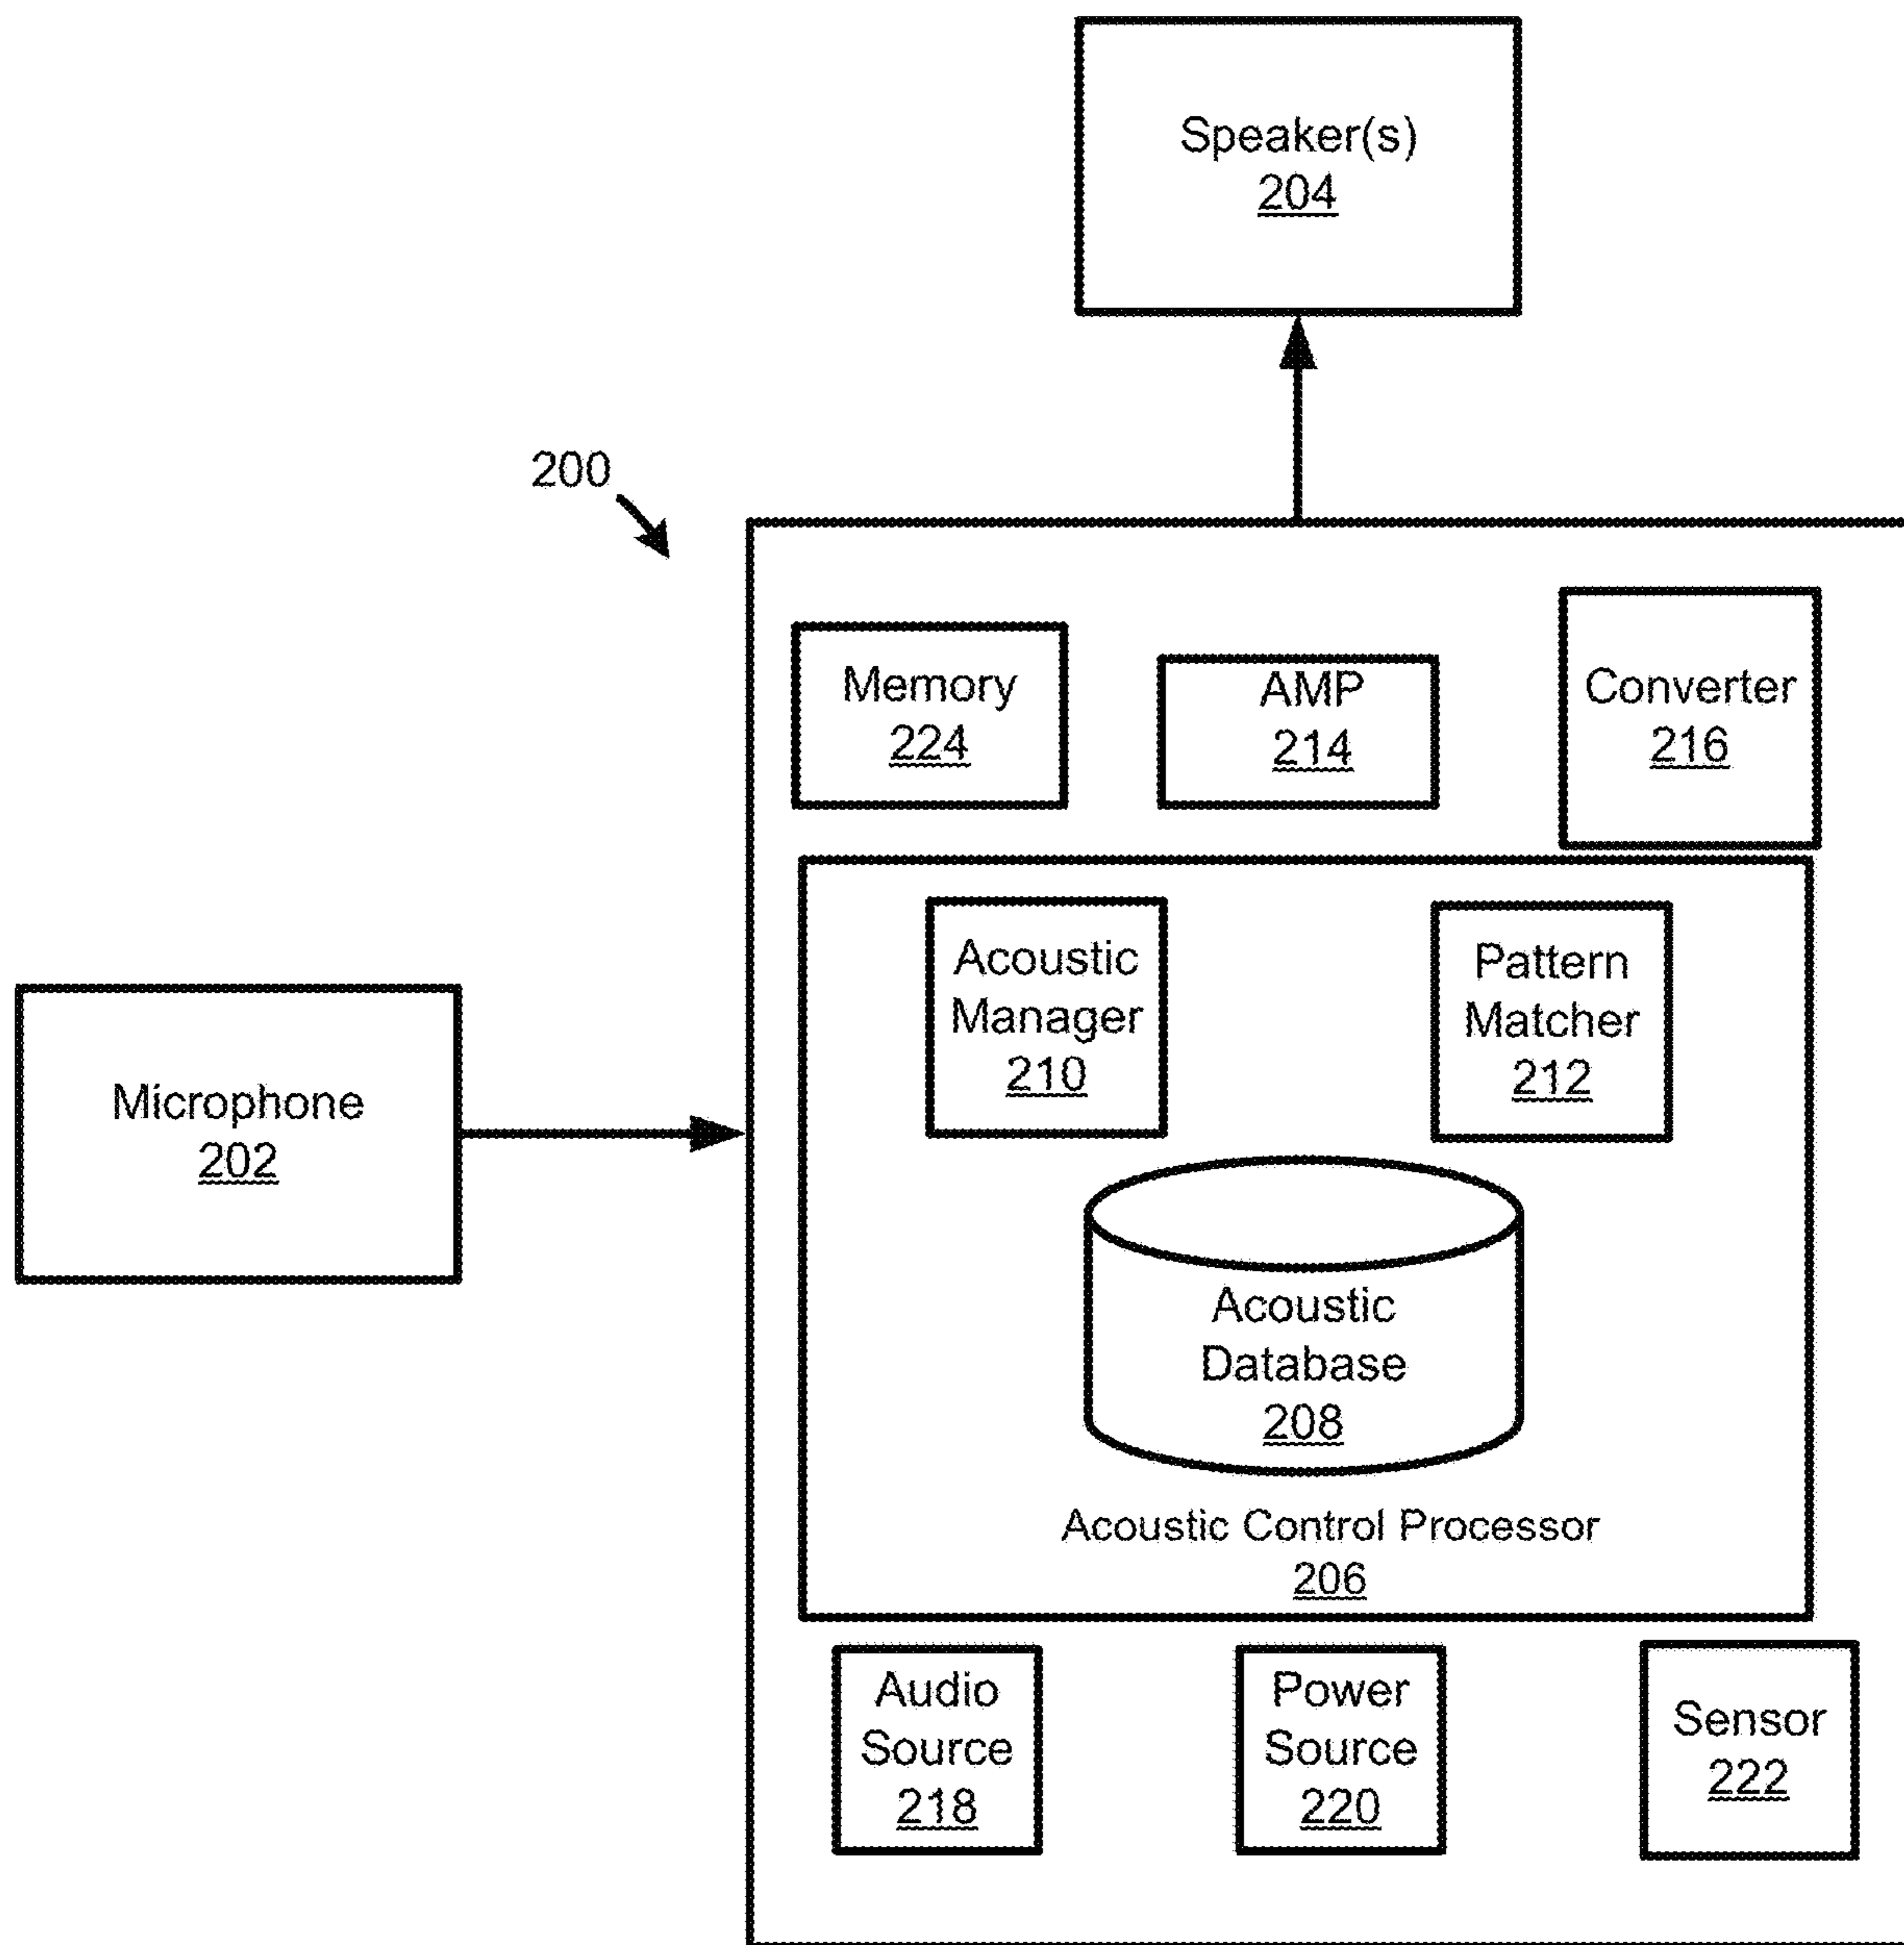 Speaker(s)
204
200
Memory
224
AMP
214
Converter
216
Acoustic
Manager
210
Pattern
Matcher
212
Microphone
202
Acoustic
Database
208
Acoustic Control Processor
206
Audio
Source
218
Power
Source
220
Sensor
222